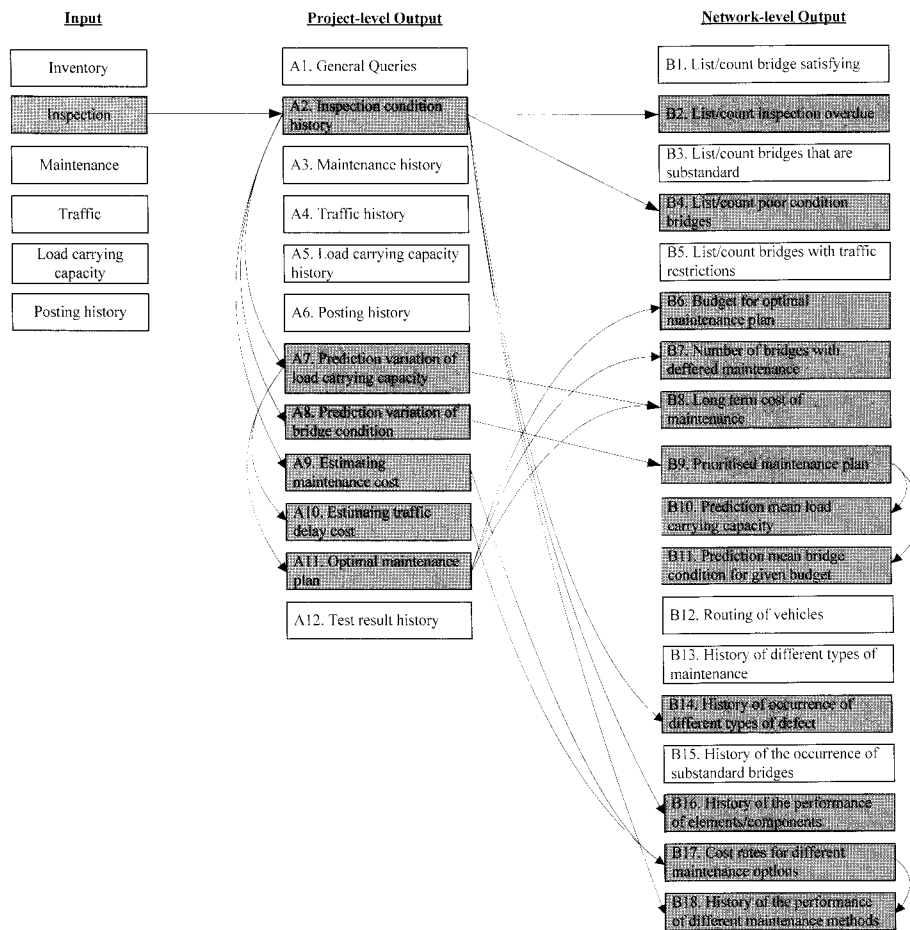 Input
Inventory
Inspection
Maintenance
Traffic
Load carrying
capacity
Posting history
Project-level Output
A1. General Queries
A2. Inspection condition
history
A3. Maintenance history
A4. Traffic history
A5. Load carrying capacity
history
A6. Posting history
A7. Prediction variation of
load catrying capacity
A8. Prediction variation of
bridge condition
A9. Estimating
maintenance cost
A10. Estimaing traffic
delay cost
A11. Optimal maintenance
plan
A12. Test result history
Network-level Output
B1. List/count bridge satisfying
B2. List/count inspection overdue
B3. List/count bridges that are
substandard
B4. List/count poor condition
bridges
B5. List/count bridges with traffic
restrictions
B6. Budget for optimal
maintenance plan
B7. Number of bridges with
deffered maintenance
B8. Long term cost of
maintenance
B9. Prioritised maintenance plan
B10. Prediction mean load
carrying capacity
B11. Prediction mean bridge
condition for given budget
B12. Routing of vehicles
B13. History of different types of
maintenance
B14. History of occurrence of
different types of defect
B15. History of the occurrence of
substandard bridges
B16. History of the performance
of elements/components
B17. Cost rates for different
maintenance options
B18. History of the performance
of different maintenance methods